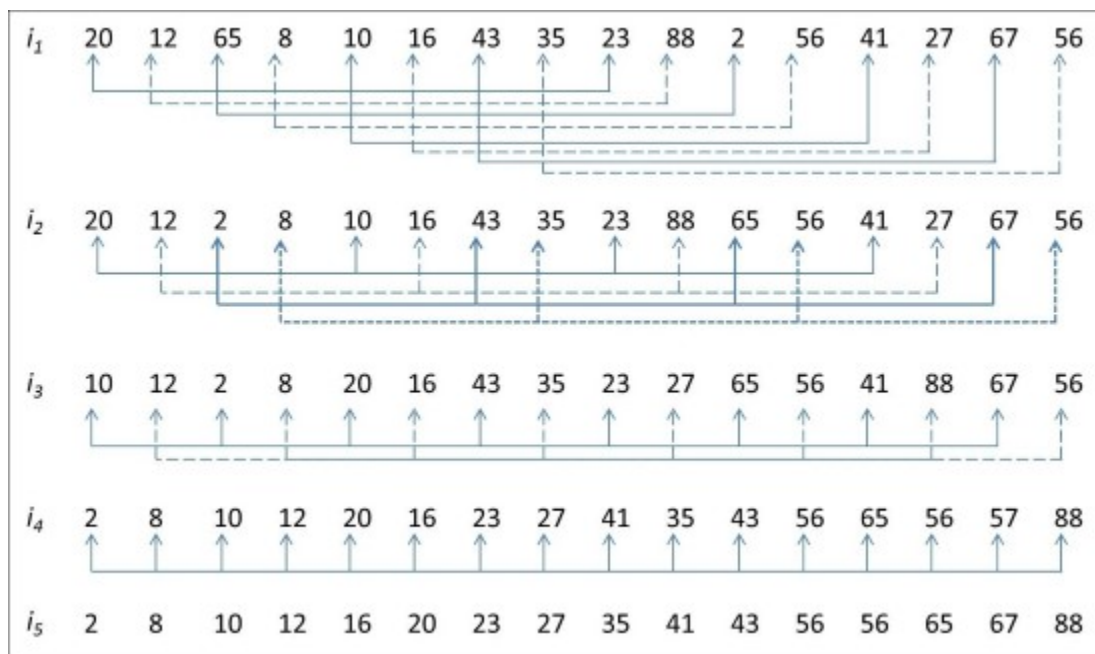 i1 20 12 65 8 10 16 43 35 23 88 2 56 41 27 67 56
i2 20 12 2 8 10 16 43 35 23 88 65 56 41 27 67 56
i3 10 12 2 8 20 16 43 35 23 27 65 56 41 88 67 56
i4 2 8 10 12 20 16 23 27 41 35 43 56 65 56 57 88
i5 2 8 10 12 16 20 23 27 35 41 43 56 56 65 67 88